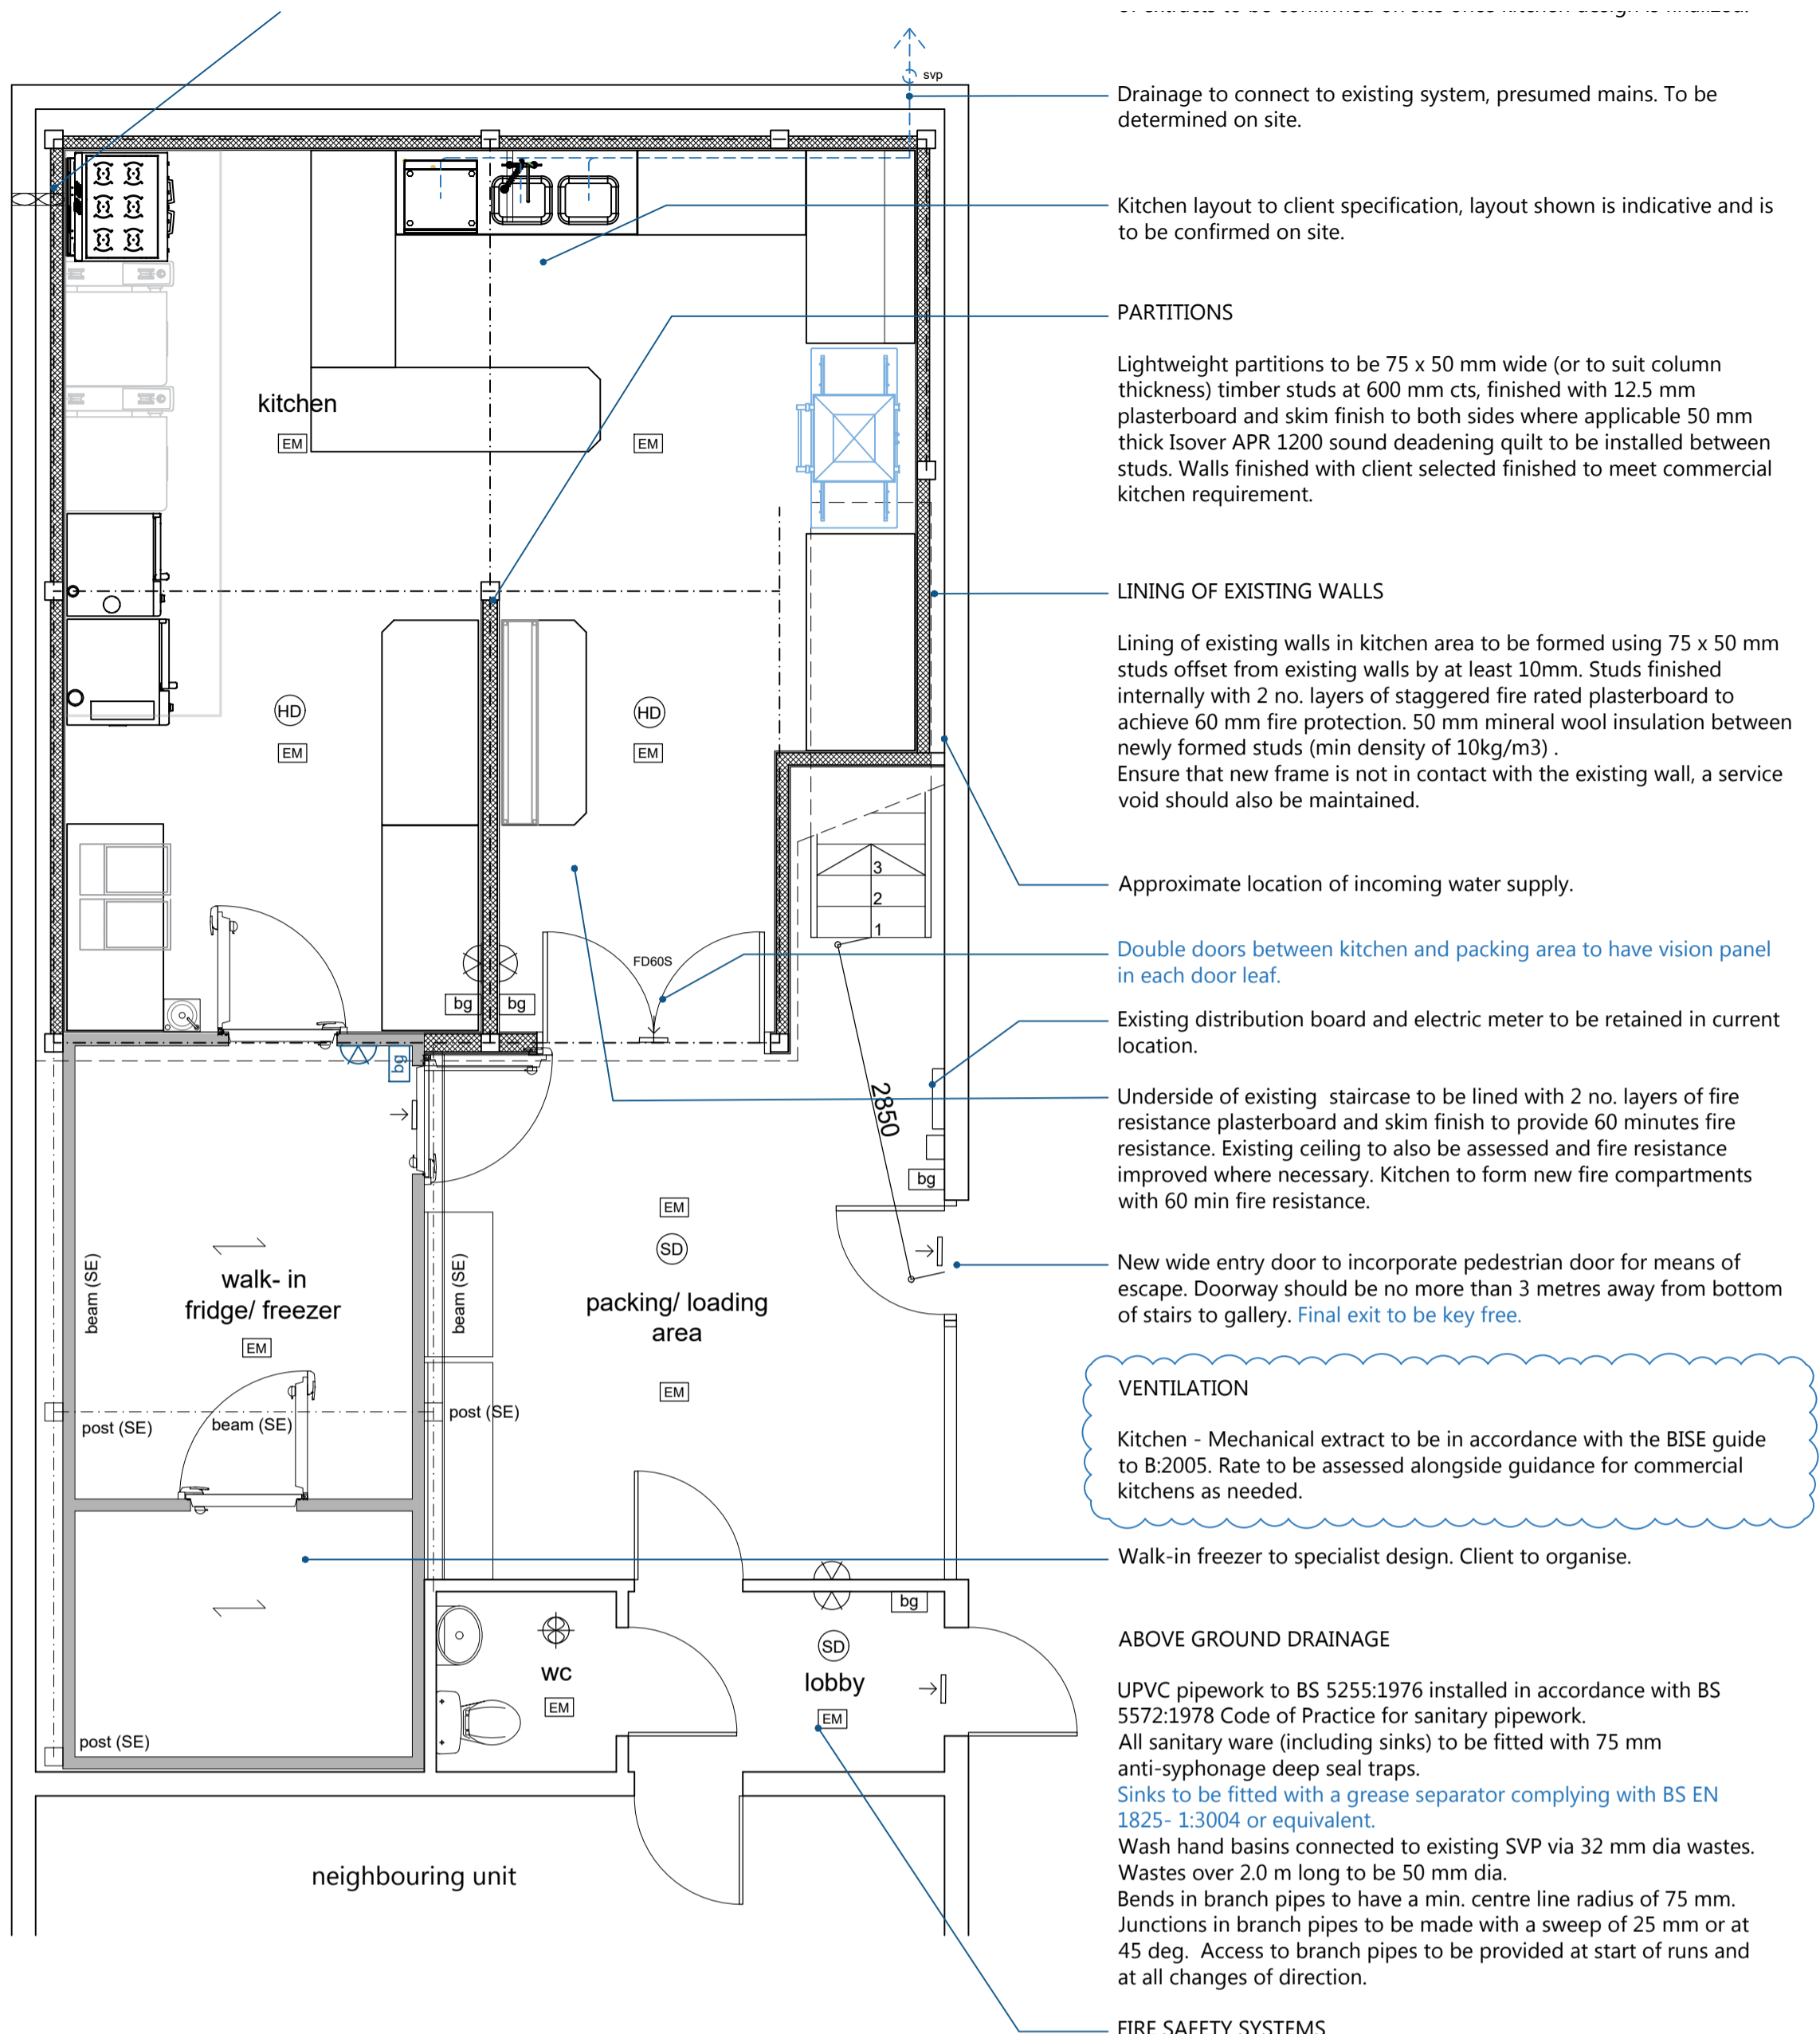 of extracts to be confirmed on site once kitchen design is finalized.
svp
Drainage to connect to existing system, presumed mains. To be
determined on site.
Kitchen layout to client specification, layout shown is indicative and is
to be confirmed on site.
PARTITIONS
Lightweight partitions to be 75 x 50 mm wide (or to suit column
thickness) timber studs at 600 mm cts, finished with 12.5 mm
plasterboard and skim finish to both sides where applicable 50 mm
thick Isover APR 1200 sound deadening quilt to be installed between
studs. Walls finished with client selected finished to meet commercial
kitchen requirement.
kitchen
EM
EM
LINING OF EXISTING WALLS
Lining of existing walls in kitchen area to be formed using 75 x 50 mm
studs offset from existing walls by at least 10mm. Studs finished
internally with 2 no. layers of staggered fire rated plasterboard to
achieve 60 mm fire protection. 50 mm mineral wool insulation between
newly formed studs (min density of 10kg/m3) .
Ensure that new frame is not in contact with the existing wall, a service
void should also be maintained.
HD
HD
EM
EM
3
2
1
Approximate location of incoming water supply.
Double doors between kitchen and packing area to have vision panel
in each door leaf.
FD60S
bg
bg
bg
Existing distribution board and electric meter to be retained in current
location.
2850
Underside of existing staircase to be lined with 2 no. layers of fire
resistance plasterboard and skim finish to provide 60 minutes fire
resistance. Existing ceiling to also be assessed and fire resistance
improved where necessary. Kitchen to form new fire compartments
with 60 min fire resistance.
bg
EM
SD
New wide entry door to incorporate pedestrian door for means of
escape. Doorway should be no more than 3 metres away from bottom
of stairs to gallery. Final exit to be key free.
beam (SE)
walk- in
fridge/ freezer
EM
beam (SE)
packing/ loading
area
EM
VENTILATION
Kitchen - Mechanical extract to be in accordance with the BISE guide
to B:2005. Rate to be assessed alongside guidance for commercial
kitchens as needed.
post (SE)
beam (SE)
post (SE)
Walk-in freezer to specialist design. Client to organise.
bg
SD
wc
EM
lobby
EM
post (SE)
ABOVE GROUND DRAINAGE
UPVC pipework to BS 5255:1976 installed in accordance with BS
5572:1978 Code of Practice for sanitary pipework.
All sanitary ware (including sinks) to be fitted with 75 mm
anti-syphonage deep seal traps.
Sinks to be fitted with a grease separator complying with BS EN
1825- 1:3004 or equivalent.
Wash hand basins connected to existing SVP via 32 mm dia wastes.
Wastes over 2.0 m long to be 50 mm dia.
Bends in branch pipes to have a min. centre line radius of 75 mm.
Junctions in branch pipes to be made with a sweep of 25 mm or at
45 deg. Access to branch pipes to be provided at start of runs and
at all changes of direction.
neighbouring unit
FIRE SAFETY SYSTEMS